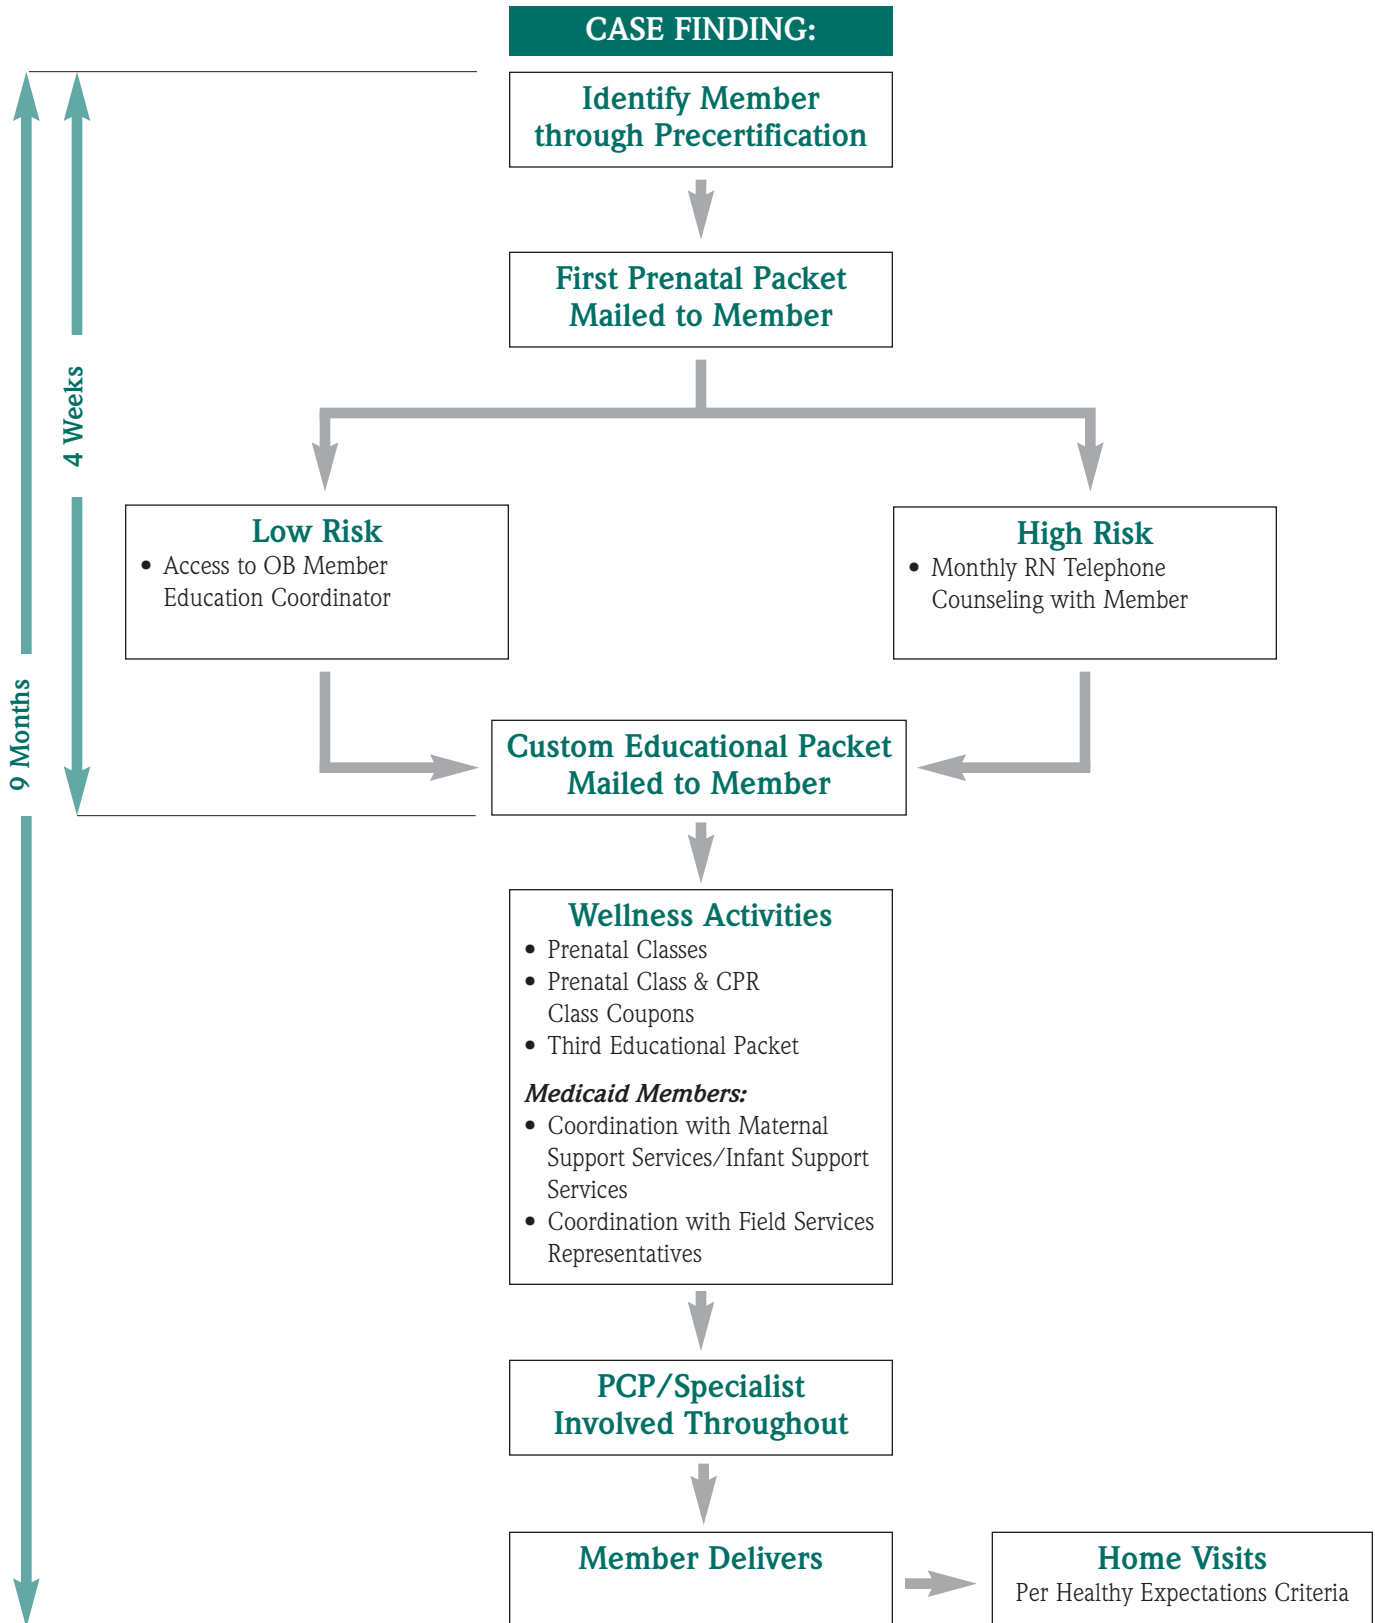 CASE FINDING:
Identify Member
through Precertification
First Prenatal Packet
Mailed to Member
4 Weeks
9 Months
Low Risk
• Access to OB Member
Education Coordinator
High Risk
• Monthly RN Telephone
Counseling with Member
Custom Educational Packet
Mailed to Member
Wellness Activities
• Prenatal Classes
• Prenatal Class & CPR
Class Coupons
• Third Educational Packet
Medicaid Members:
• Coordination with Maternal
Support Services/Infant Support
Services
• Coordination with Field Services
Representatives
PCP/Specialist
Involved Throughout
Member Delivers
Home Visits
Per Healthy Expectations Criteria